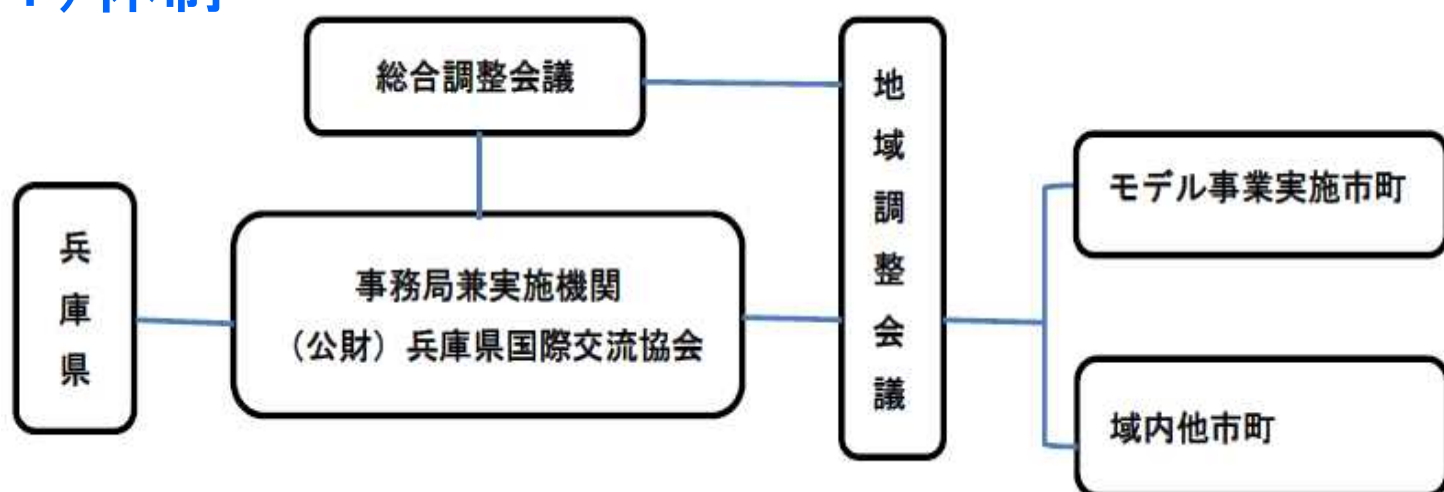 体制
総合調整会議
地域調整会議
モデル事業実施市町
兵庫県
事務局兼実施機関
（公財）兵庫県国際交流協会
域内他市町